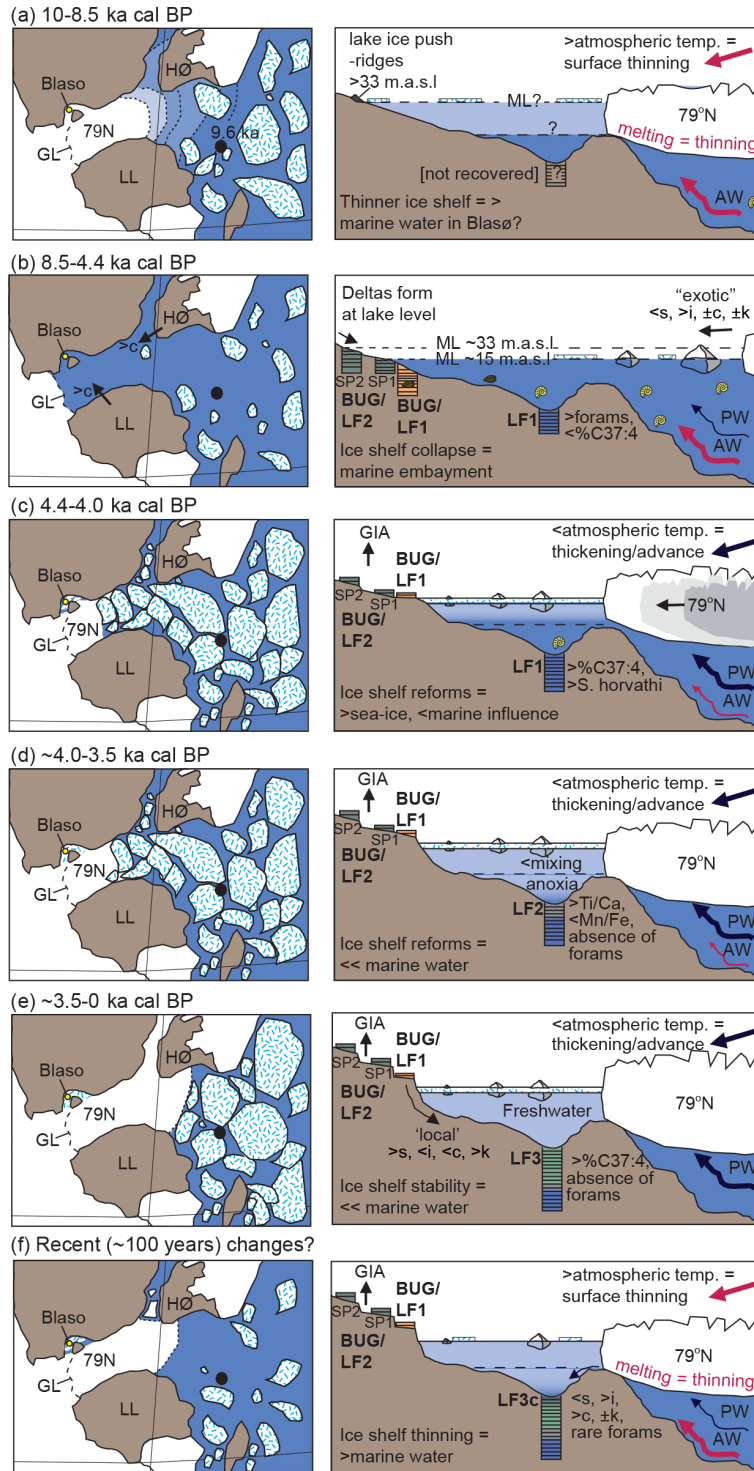 (a) 10-8.5 ka cal BP
HØ
Blaso
79N
9.6 ka
GL
LL
lake ice push
-ridges
>33 m.a.s.l
>atmospheric temp. =
surface thinning
ML?
79°N
?
melting = thinning
[not recovered]
?
Thinner ice shelf = >
marine water in Blasø?
AW
(b) 8.5-4.4 ka cal BP
HØ
Blaso
>c
GL
>c
LL
Deltas form
at lake level
“exotic”
<s, >i, ±c, ±k
ML ~33 m.a.s.l
ML ~15 m.a.s.l
SP2
SP1
BUG/
LF2
BUG/
LF1
LF1
>forams,
<%C37:4
PW
AW
Ice shelf collapse =
marine embayment
(c) 4.4-4.0 ka cal BP
HØ
Blaso
79N
GL
LL
GIA
BUG/
LF1
<atmospheric temp. =
thickening/advance
SP2
SP1
BUG/
LF2
79°N
LF1
>%C37:4,
>S. horvathi
PW
AW
Ice shelf reforms =
>sea-ice, <marine influence
(d) ~4.0-3.5 ka cal BP
HØ
Blaso
79N
GL
LL
GIA
BUG/
LF1
<atmospheric temp. =
thickening/advance
SP2
SP1
BUG/
LF2
<mixing
anoxia
79°N
LF2
>Ti/Ca,
<Mn/Fe,
absence of
forams
PW
AW
Ice shelf reforms =
<< marine water
(e) ~3.5-0 ka cal BP
HØ
Blaso
79N
GL
LL
GIA
BUG/
LF1
<atmospheric temp. =
thickening/advance
SP2
SP1
BUG/
LF2
Freshwater
79°N
‘local’
>s, <i, <c, >k
LF3
>%C37:4,
absence of
forams
PW
Ice shelf stability =
<< marine water
(f) Recent (~100 years) changes?
HØ
Blaso
79N
GL
LL
GIA
BUG/
LF1
>atmospheric temp. =
surface thinning
SP2
SP1
BUG/
LF2
79°N
melting = thinning
LF3c
<s, >i,
>c, ±k,
rare forams
PW
AW
Ice shelf thinning =
>marine water